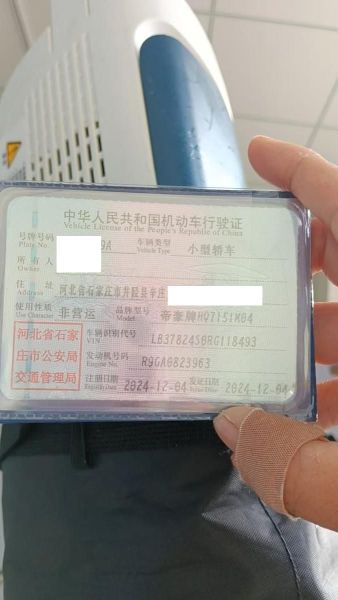 中华人民共和国机动车行驶证
Vehicle License of the People's Republic of China
号牌号码 9A 车辆类型 小型轿车
Plate No. Vehicle Type
所有人
Owner
住址 河北省石家庄市井陉县辛庄
Address
使用性质 非营运 品牌型号 帝豪牌HQ7151M04
Use Character Model
河北省石家 车辆识别代号 LB378245
VIN
庄市公安局 发动机号码 R9GA0823963
Engine No.
交通管理局 注册日期 2024-12-04 发证日期 2024-12-04
Register Date Issue Date